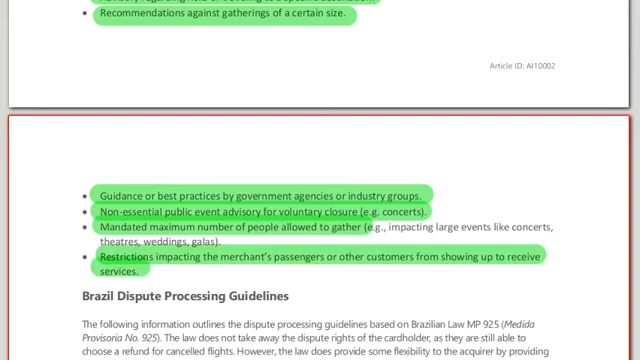 • Recommendations against gatherings of a certain size.
Article ID: AI10002
• Guidance or best practices by government agencies or industry groups.
• Non-essential public event advisory for voluntary closure (e.g. concerts).
• Mandated maximum number of people allowed to gather (e.g., impacting large events like concerts,
theatres, weddings, galas).
• Restrictions impacting the merchant's passengers or other customers from showing up to receive
services.
Brazil Dispute Processing Guidelines
The following information outlines the dispute processing guidelines based on Brazilian Law MP 925 (Medida
Provisoria No. 925). The law does not take away the dispute rights of the cardholder, as they are still able to
choose a refund for cancelled flights. However, the law does provide some flexibility to the acquirer by providing